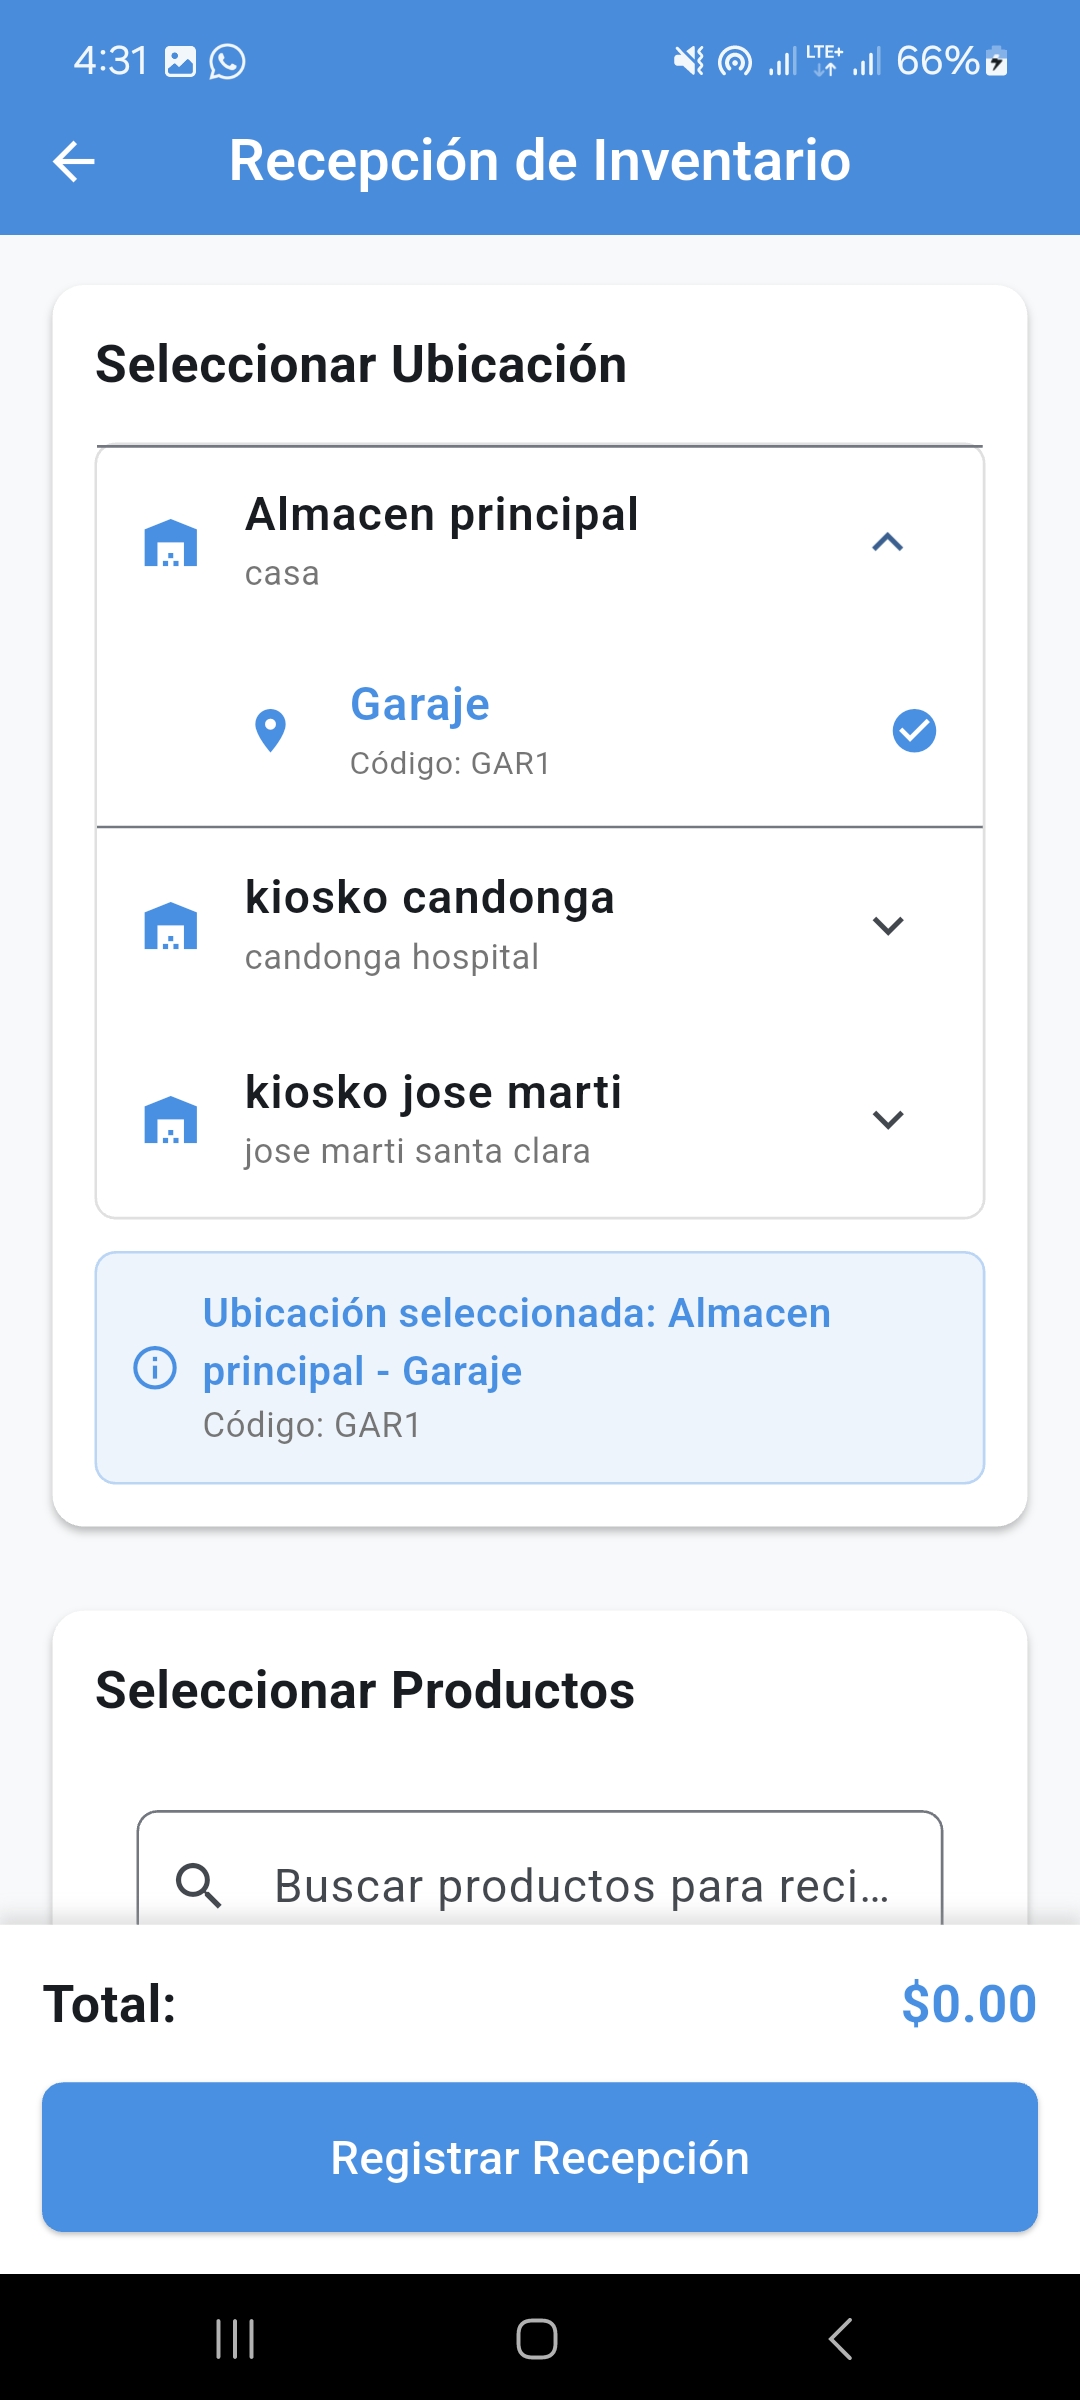 4:31
LTE+
66%
Recepción de Inventario
Seleccionar Ubicación
Almacen principal
casa
Garaje
Código: GAR1
kiosko candonga
candonga hospital
kiosko jose marti
jose marti santa clara
Ubicación seleccionada: Almacen
principal - Garaje
Código: GAR1
Seleccionar Productos
Buscar productos para reci...
Total:
$0.00
Registrar Recepción